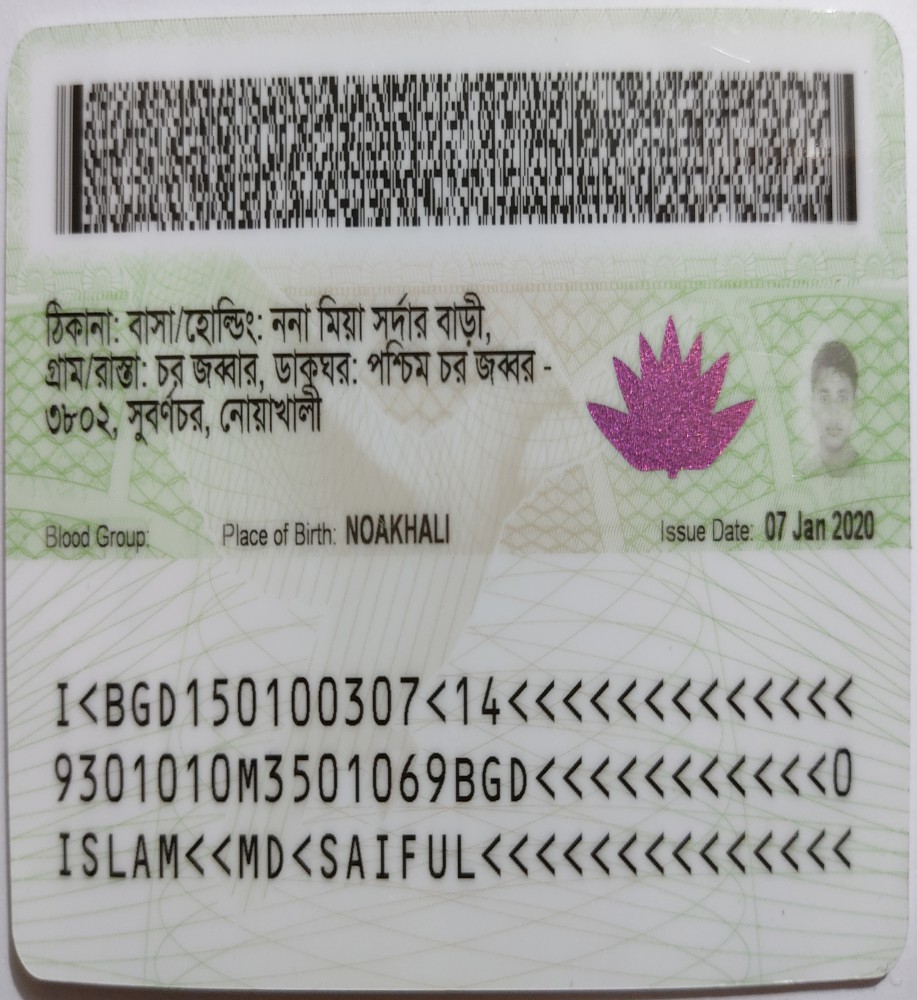 ঠিকানা: বাসা/হোল্ডিং: ননা মিয়া সর্দার বাড়ী,
গ্রাম/রাস্তা: চর জব্বার, ডাকঘর: পশ্চিম চর জব্বর -
৩৮০২, সুবর্ণচর, নোয়াখালী
Blood Group: Place of Birth: NOAKHALI Issue Date: 07 Jan 2020
I<BGD150100307<14<<<<<<<<<<<<<
9301010M3501069BGD<<<<<<<<<<<0
ISLAM<<MD<SAIFUL<<<<<<<<<<<<<<